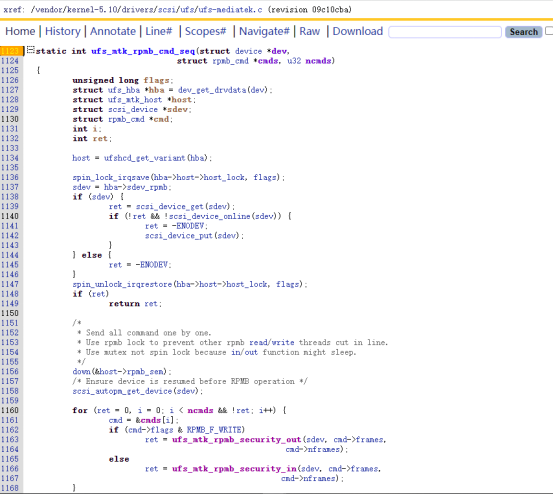 xref: /vendor/kernel-5.10/drivers/scsi/ufs/ufs-mediatek.c (revision 09c10cba)
Home | History | Annotate | Line# | Scopes# | Navigate# | Raw | Download Search
1123 static int ufs_mtk_rpmb_cmd_seq(struct device *dev,
1124 struct rpmb_cmd *cmds, u32 ncmds)
1125 {
1126 unsigned long flags;
1127 struct ufs_hba *hba = dev_get_drvdata(dev);
1128 struct ufs_mtk_host *host;
1129 struct scsi_device *sdev;
1130 struct rpmb_cmd *cmd;
1131 int i;
1132 int ret;
1133
1134 host = ufshcd_get_variant(hba);
1135
1136 spin_lock_irqsave(hba->host->host_lock, flags);
1137 sdev = hba->sdev_rpmb;
1138 if (sdev) {
1139 ret = scsi_device_get(sdev);
1140 if (!ret && !scsi_device_online(sdev)) {
1141 ret = -ENODEV;
1142 scsi_device_put(sdev);
1143 }
1144 } else {
1145 ret = -ENODEV;
1146 }
1147 spin_unlock_irqrestore(hba->host->host_lock, flags);
1148 if (ret)
1149 return ret;
1150
1151 /*
1152 * Send all command one by one.
1153 * Use rpmb lock to prevent other rpmb read/write threads cut in line.
1154 * Use mutex not spin lock because in/out function might sleep.
1155 */
1156 down(&host->rpmb_sem);
1157 /* Ensure device is resumed before RPMB operation */
1158 scsi_autopm_get_device(sdev);
1159
1160 for (ret = 0, i = 0; i < ncmds && !ret; i++) {
1161 cmd = &cmds[i];
1162 if (cmd->flags & RPMB_F_WRITE)
1163 ret = ufs_mtk_rpmb_security_out(sdev, cmd->frames,
1164 cmd->nframes);
1165 else
1166 ret = ufs_mtk_rpmb_security_in(sdev, cmd->frames,
1167 cmd->nframes);
1168 }